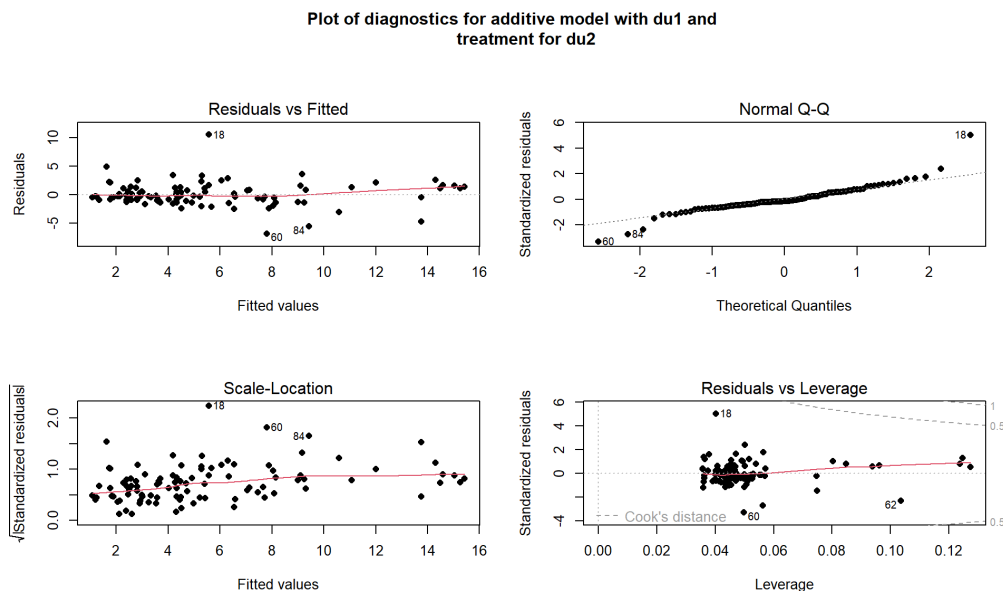 Plot of diagnostics for additive model with du1 and
treatment for du2
Residuals vs Fitted
Residuals
10
5
0
-5
18
60
84
2 4 6 8 10 12 14 16
Fitted values
Normal Q-Q
Standardized residuals
6
4
2
0
-2
18
60
84
-2 -1 0 1 2
Theoretical Quantiles
Scale-Location
√|Standardized residuals|
2.0
1.0
0.0
18
60
84
2 4 6 8 10 12 14 16
Fitted values
Residuals vs Leverage
Standardized residuals
6
4
2
0
-4
18
60
62
1
0.5
0.5
Cook's distance
0.00 0.02 0.04 0.06 0.08 0.10 0.12
Leverage